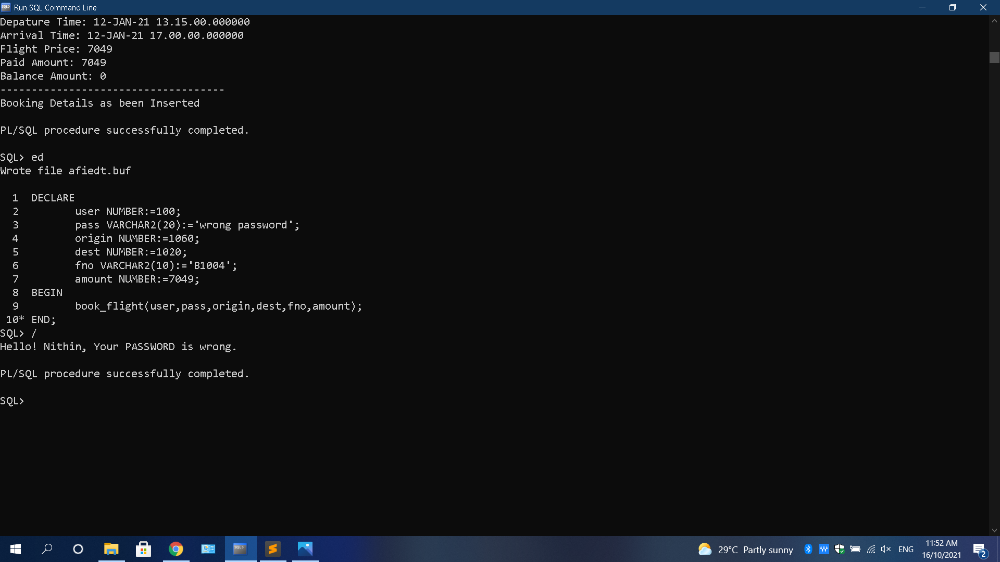 Run SQL Command Line
Depature Time: 12-JAN-21 13.15.00.000000
Arrival Time: 12-JAN-21 17.00.00.000000
Flight Price: 7049
Paid Amount: 7049
Balance Amount: 0
------------------------------------
Booking Details as been Inserted
PL/SQL procedure successfully completed.
SQL> ed
Wrote file afiedt.buf
1 DECLARE
2 user NUMBER:=100;
3 pass VARCHAR2(20):='wrong password';
4 origin NUMBER:=1060;
5 dest NUMBER:=1020;
6 fno VARCHAR2(10):='B1004';
7 amount NUMBER:=7049;
8 BEGIN
9 book_flight(user,pass,origin,dest,fno,amount);
10* END;
SQL> /
Hello! Nithin, Your PASSWORD is wrong.
PL/SQL procedure successfully completed.
SQL>
29°C Partly sunny
ENG
11:52 AM
16/10/2021
2